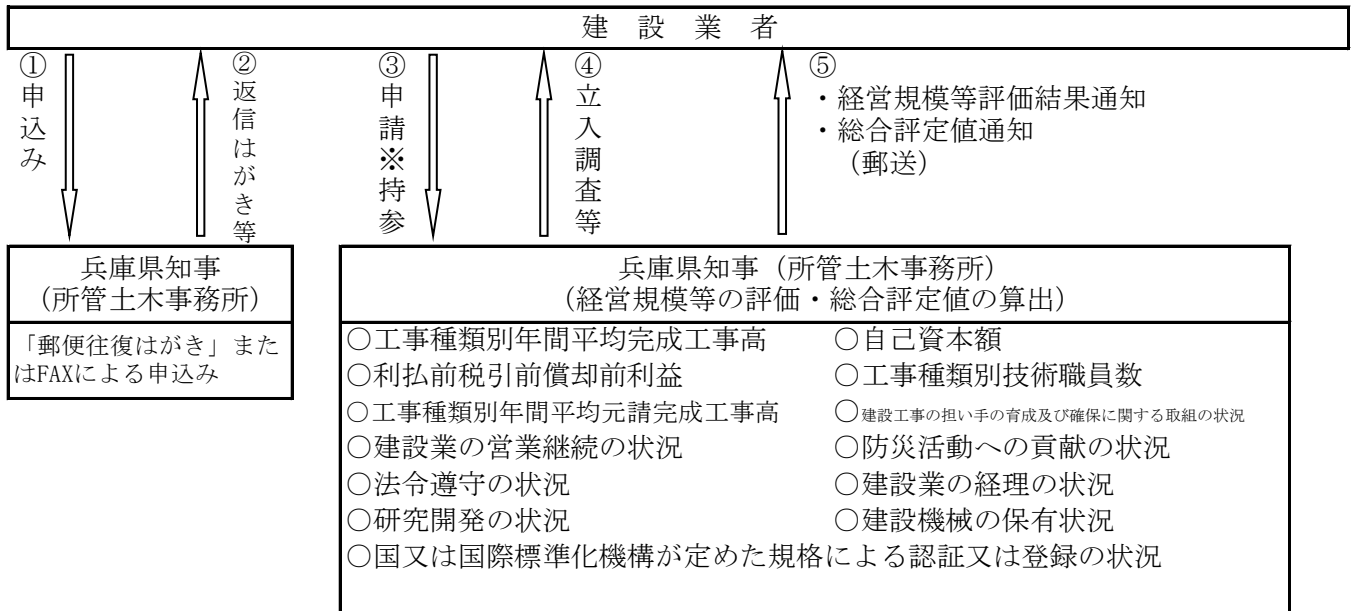 建設業者
①申込み
②返信はがき等
③申請※持参
④立入調査等
⑤
・経営規模等評価結果通知
・総合評定値通知
（郵送）
兵庫県知事
（所管土木事務所）
「郵便往復はがき」また
はFAXによる申込み
兵庫県知事（所管土木事務所）
（経営規模等の評価・総合評定値の算出）
○工事種類別年間平均完成工事高 ○自己資本額
○利払前税引前償却前利益 ○工事種類別技術職員数
○工事種類別年間平均元請完成工事高 ○建設工事の担い手の育成及び確保に関する取組の状況
○建設業の営業継続の状況 ○防災活動への貢献の状況
○法令遵守の状況 ○建設業の経理の状況
○研究開発の状況 ○建設機械の保有状況
○国又は国際標準化機構が定めた規格による認証又は登録の状況